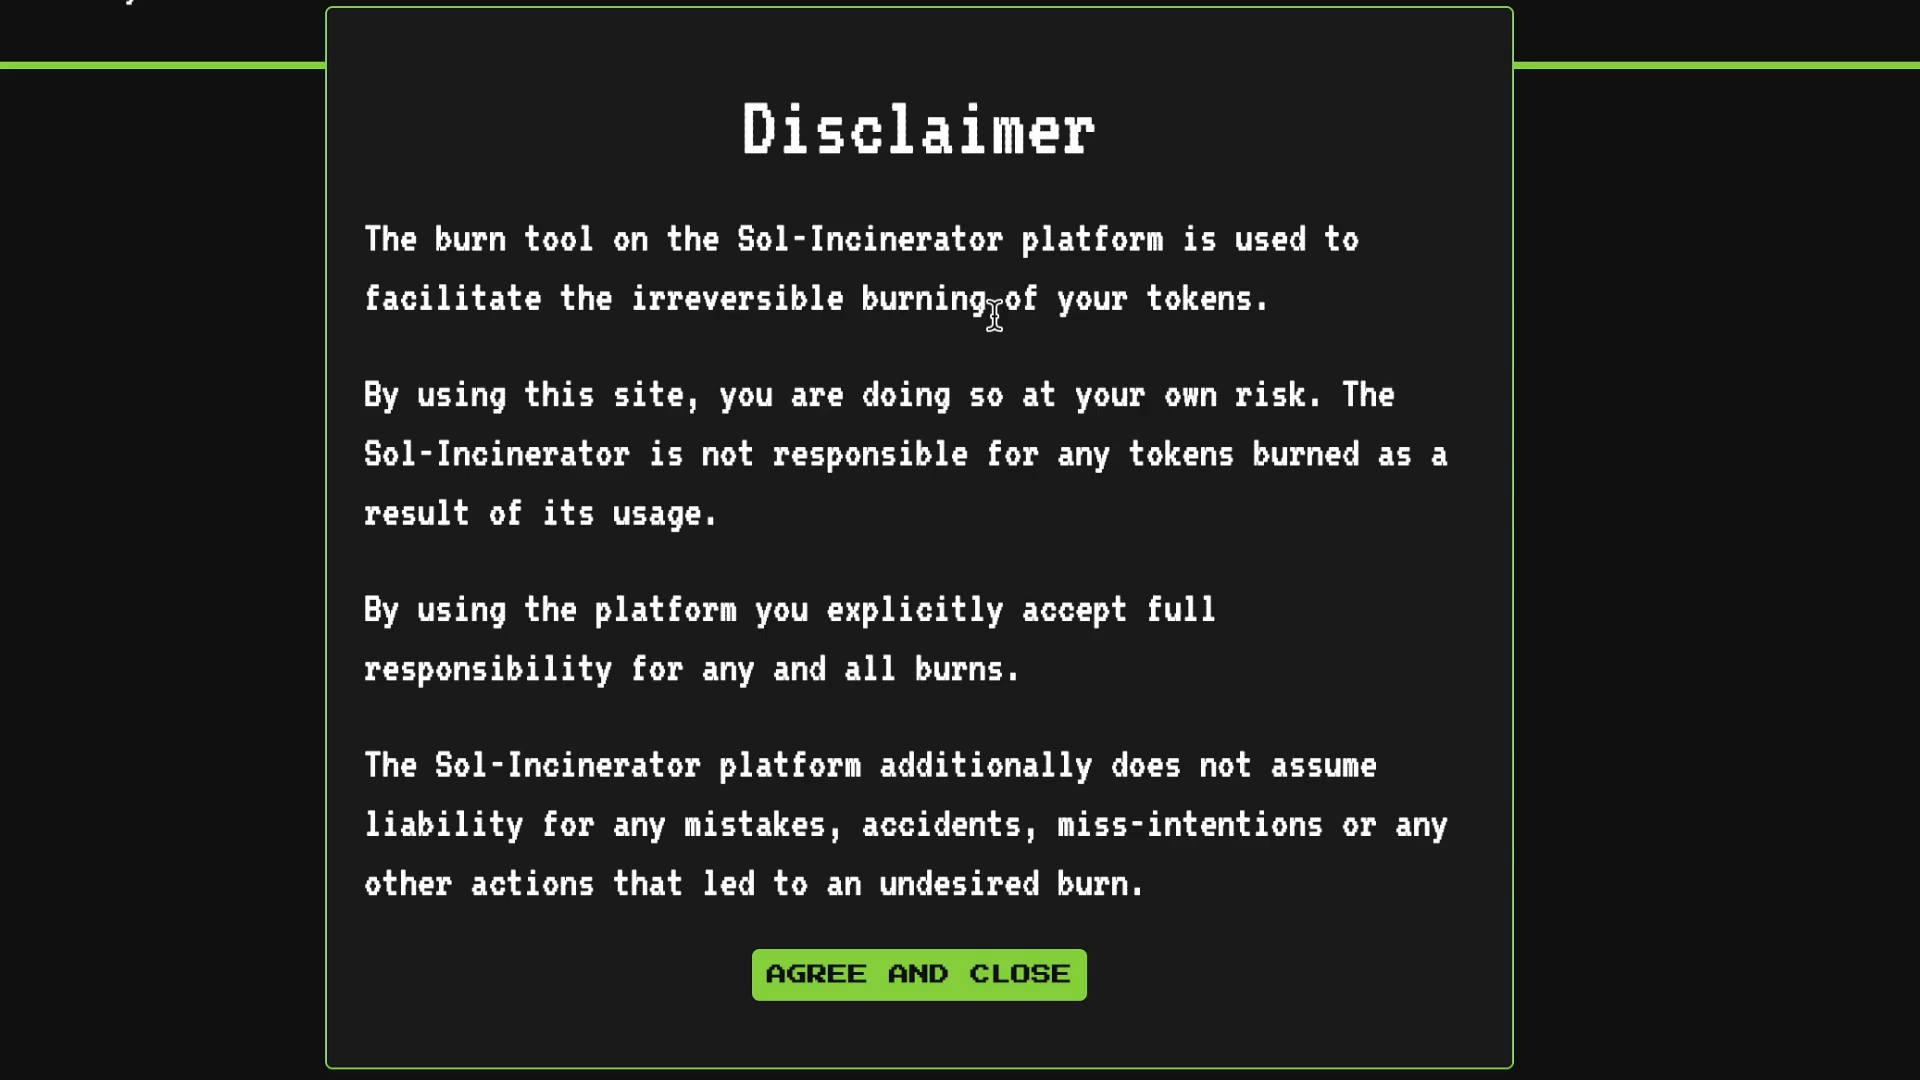 Disclaimer
The burn tool on the Sol-Incinerator platform is used to
facilitate the irreversible burning of your tokens.
By using this site, you are doing so at your own risk. The
Sol-Incinerator is not responsible for any tokens burned as a
result of its usage.
By using the platform you explicitly accept full
responsibility for any and all burns.
The Sol-Incinerator platform additionally does not assume
liability for any mistakes, accidents, miss-intentions or any
other actions that led to an undesired burn.
AGREE AND CLOSE